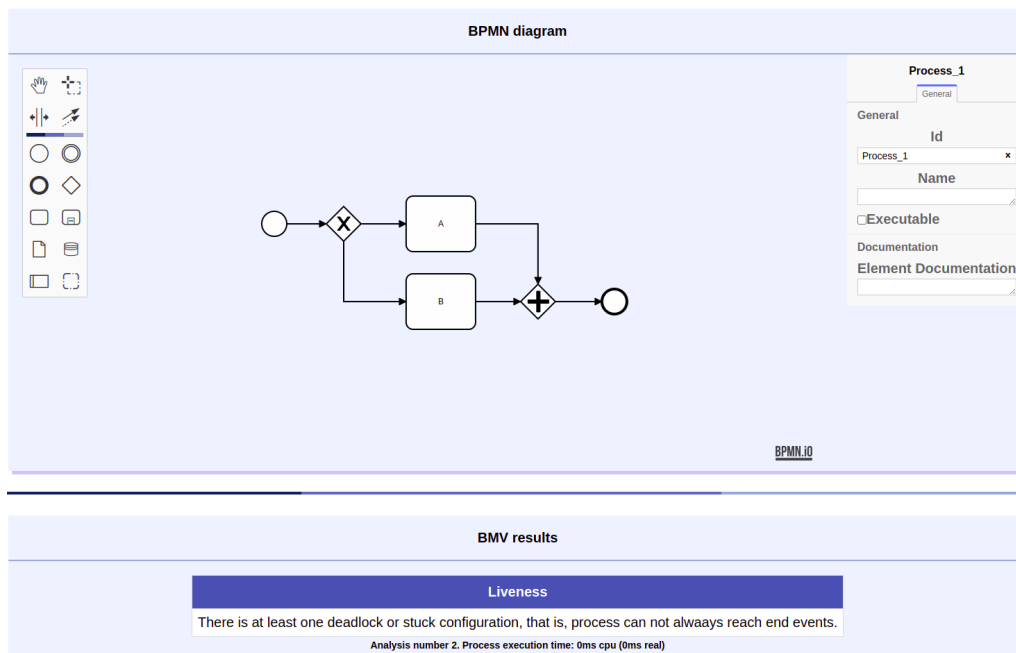 BPMN diagram
Process_1
General
General
Id
Process_1 x
Name
Executable
Documentation
Element Documentation
X
A
B
BPMN.iO
BMV results
Liveness
There is at least one deadlock or stuck configuration, that is, process can not alwaays reach end events.
Analysis number 2. Process execution time: 0ms cpu (0ms real)